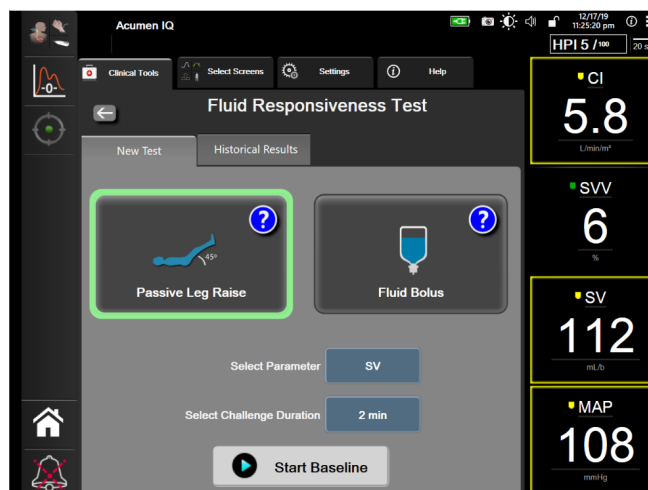 Acumen IQ
12/17/19
11:25:20 pm
HPI 5 /100
20 s
-0-
Clinical Tools
Select Screens
Settings
Help
Fluid Responsiveness Test
New Test
Historical Results
?
45º
Passive Leg Raise
?
Fluid Bolus
Select Parameter
SV
Select Challenge Duration
2 min
Start Baseline
CI
5.8
L/min/m²
SVV
6
%
SV
112
mL/b
MAP
108
mmHg